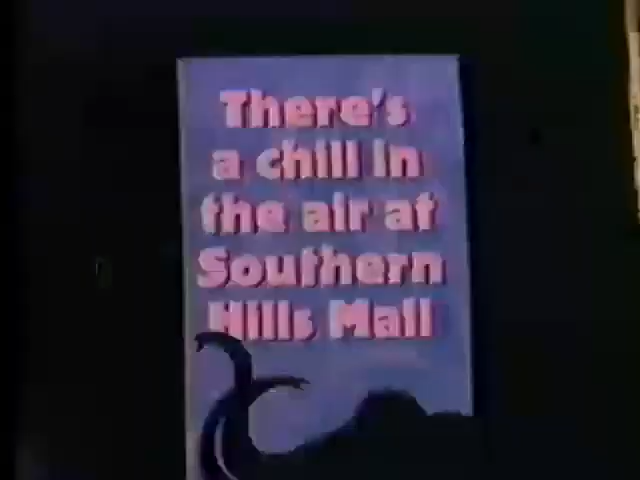 There's
a chill in
the air at
Southern
Hills Mall